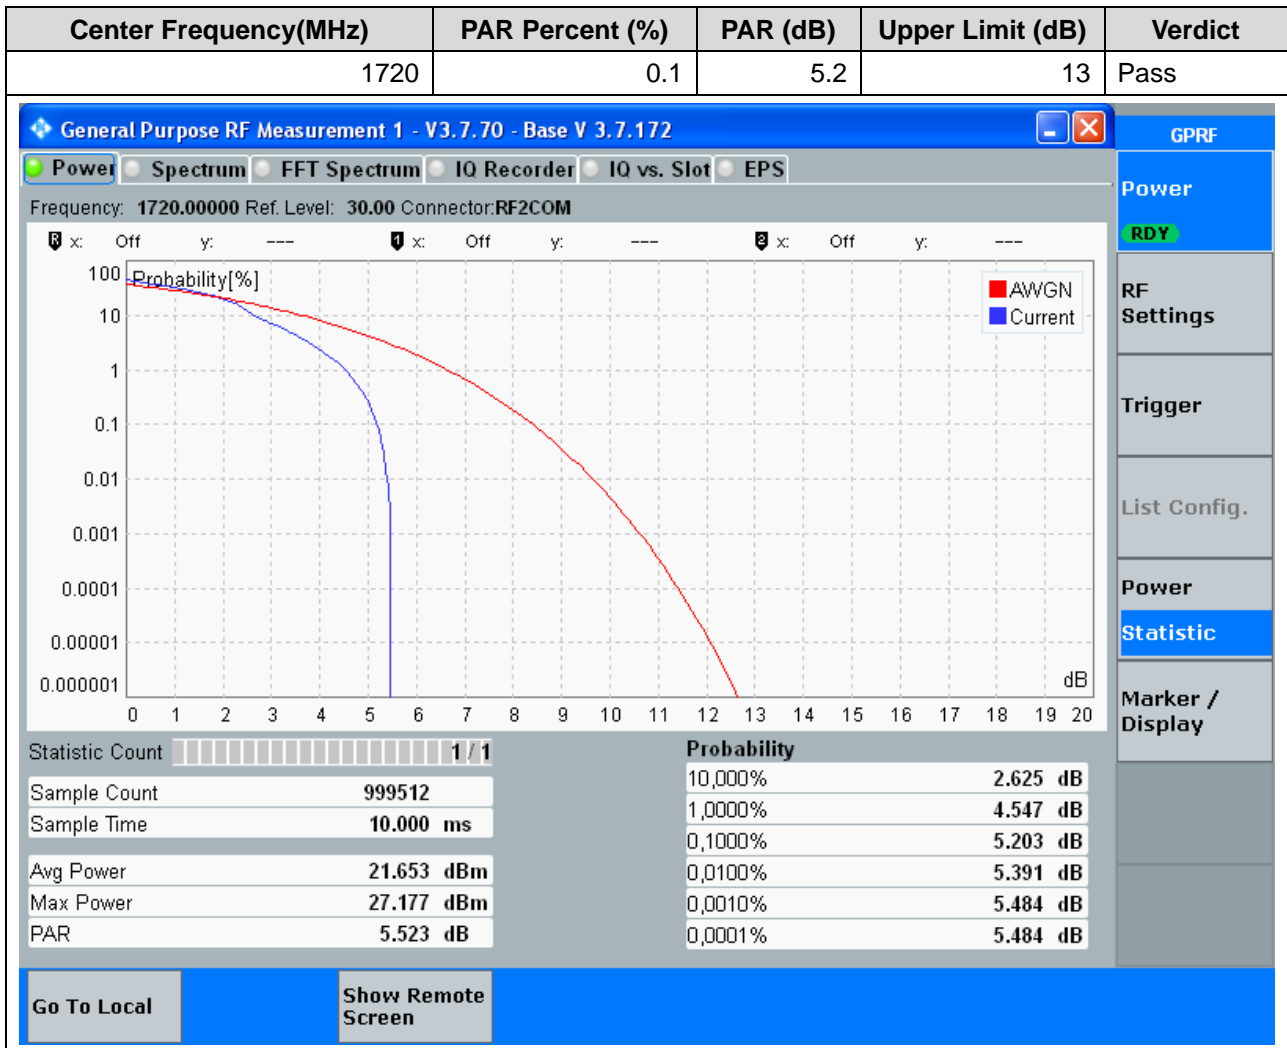 Center Frequency(MHz) PAR Percent (%) PAR (dB) Upper Limit (dB) Verdict
1720 0.1 5.2 13 Pass
General Purpose RF Measurement 1 - V3.7.70 - Base V 3.7.172
GPRF
Power Spectrum FFT Spectrum IQ Recorder IQ vs. Slot EPS
Power
RDY
Frequency: 1720.00000 Ref. Level: 30.00 Connector:RF2COM
R x: Off y: --- 1 x: Off y: --- 2 x: Off y: ---
Probability[%]
AWGN
Current
100
10
1
0.1
0.01
0.001
0.0001
0.00001
0.000001
dB
0 1 2 3 4 5 6 7 8 9 10 11 12 13 14 15 16 17 18 19 20
RF
Settings
Trigger
List Config.
Power
Statistic
Marker /
Display
Statistic Count 1 / 1
Sample Count 999512
Sample Time 10.000 ms
Avg Power 21.653 dBm
Max Power 27.177 dBm
PAR 5.523 dB
Probability
10,000% 2.625 dB
1,0000% 4.547 dB
0,1000% 5.203 dB
0,0100% 5.391 dB
0,0010% 5.484 dB
0,0001% 5.484 dB
Go To Local
Show Remote
Screen